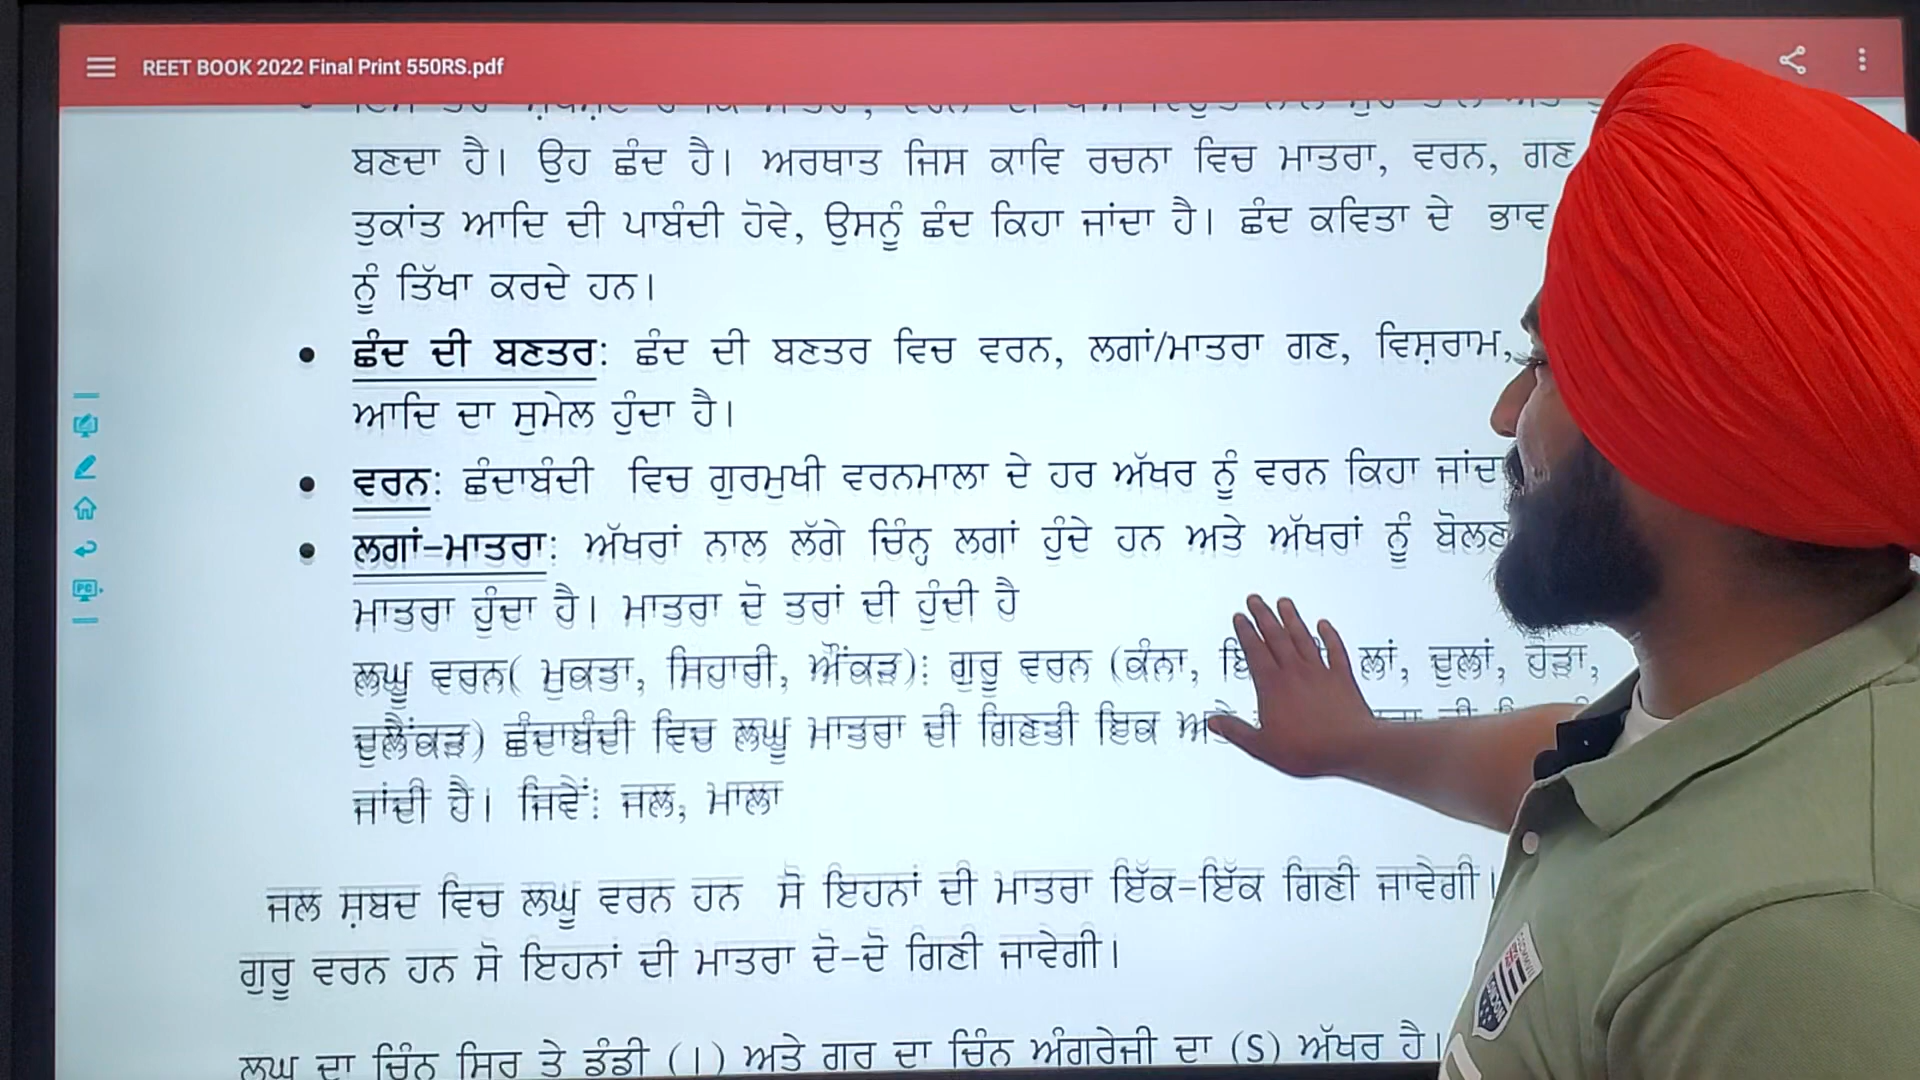 REET BOOK 2022 Final Print 550RS.pdf
ਬਣਦਾ ਹੈ। ਉਹ ਛੰਦ ਹੈ। ਅਰਥਾਤ ਜਿਸ ਕਾਵਿ ਰਚਨਾ ਵਿਚ ਮਾਤਰਾ, ਵਰਨ, ਗਣ
ਤੁਕਾਂਤ ਆਦਿ ਦੀ ਪਾਬੰਦੀ ਹੋਵੇ, ਉਸਨੂੰ ਛੰਦ ਕਿਹਾ ਜਾਂਦਾ ਹੈ। ਛੰਦ ਕਵਿਤਾ ਦੇ ਭਾਵ
ਨੂੰ ਤਿੱਖਾ ਕਰਦੇ ਹਨ।
• ਛੰਦ ਦੀ ਬਣਤਰ: ਛੰਦ ਦੀ ਬਣਤਰ ਵਿਚ ਵਰਨ, ਲਗਾਂ/ਮਾਤਰਾ ਗਣ, ਵਿਸ਼ਰਾਮ,
ਆਦਿ ਦਾ ਸੁਮੇਲ ਹੁੰਦਾ ਹੈ।
• ਵਰਨ: ਛੰਦਾਬੰਦੀ ਵਿਚ ਗੁਰਮੁਖੀ ਵਰਨਮਾਲਾ ਦੇ ਹਰ ਅੱਖਰ ਨੂੰ ਵਰਨ ਕਿਹਾ ਜਾਂਦਾ
• ਲਗਾਂ-ਮਾਤਰਾ: ਅੱਖਰਾਂ ਨਾਲ ਲੱਗੇ ਚਿੰਨ੍ਹ ਲਗਾਂ ਹੁੰਦੇ ਹਨ ਅਤੇ ਅੱਖਰਾਂ ਨੂੰ ਬੋਲਣ
ਮਾਤਰਾ ਹੁੰਦਾ ਹੈ। ਮਾਤਰਾ ਦੋ ਤਰਾਂ ਦੀ ਹੁੰਦੀ ਹੈ
ਲਘੂ ਵਰਨ( ਮੁਕਤਾ, ਸਿਹਾਰੀ, ਔਂਕੜ): ਗੁਰੂ ਵਰਨ (ਕੰਨਾ, ਲਾਂ, ਦੁਲਾਂ, ਹੋੜਾ,
ਦੁਲੈਂਕੜ) ਛੰਦਾਬੰਦੀ ਵਿਚ ਲਘੂ ਮਾਤਰਾ ਦੀ ਗਿਣਤੀ ਇਕ ਅਤੇ
ਜਾਂਦੀ ਹੈ। ਜਿਵੇਂ: ਜਲ, ਮਾਲਾ
ਜਲ ਸ਼ਬਦ ਵਿਚ ਲਘੂ ਵਰਨ ਹਨ ਸੋ ਇਹਨਾਂ ਦੀ ਮਾਤਰਾ ਇੱਕ-ਇੱਕ ਗਿਣੀ ਜਾਵੇਗੀ।
ਗੁਰੂ ਵਰਨ ਹਨ ਸੋ ਇਹਨਾਂ ਦੀ ਮਾਤਰਾ ਦੋ-ਦੋ ਗਿਣੀ ਜਾਵੇਗੀ।
ਲਘੂ ਦਾ ਚਿੰਨ ਸਿਰ ਤੇ ਡੰਡੀ (।) ਅਤੇ ਗੁਰੂ ਦਾ ਚਿੰਨ ਅੰਗਰੇਜੀ ਦਾ (S) ਅੱਖਰ ਹੈ।